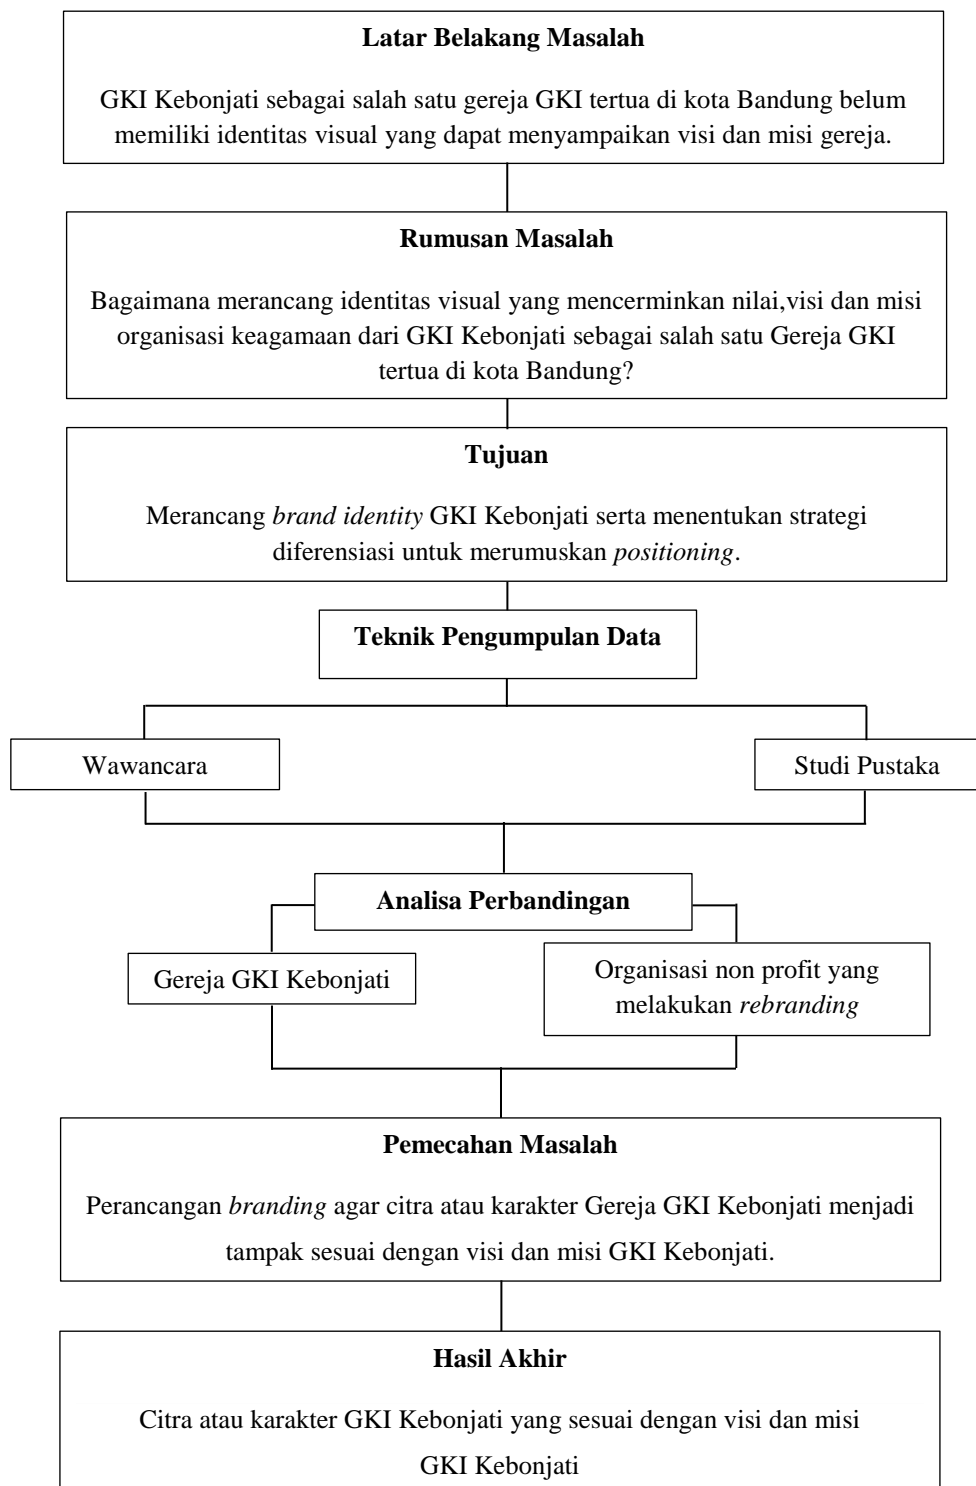 Latar Belakang Masalah
GKI Kebonjati sebagai salah satu gereja GKI tertua di kota Bandung belum
memiliki identitas visual yang dapat menyampaikan visi dan misi gereja.
Rumusan Masalah
Bagaimana merancang identitas visual yang mencerminkan nilai,visi dan misi
organisasi keagamaan dari GKI Kebonjati sebagai salah satu Gereja GKI
tertua di kota Bandung?
Tujuan
Merancang brand identity GKI Kebonjati serta menentukan strategi
diferensiasi untuk merumuskan positioning.
Teknik Pengumpulan Data
Wawancara
Studi Pustaka
Analisa Perbandingan
Gereja GKI Kebonjati
Organisasi non profit yang
melakukan rebranding
Pemecahan Masalah
Perancangan branding agar citra atau karakter Gereja GKI Kebonjati menjadi
tampak sesuai dengan visi dan misi GKI Kebonjati.
Hasil Akhir
Citra atau karakter GKI Kebonjati yang sesuai dengan visi dan misi
GKI Kebonjati